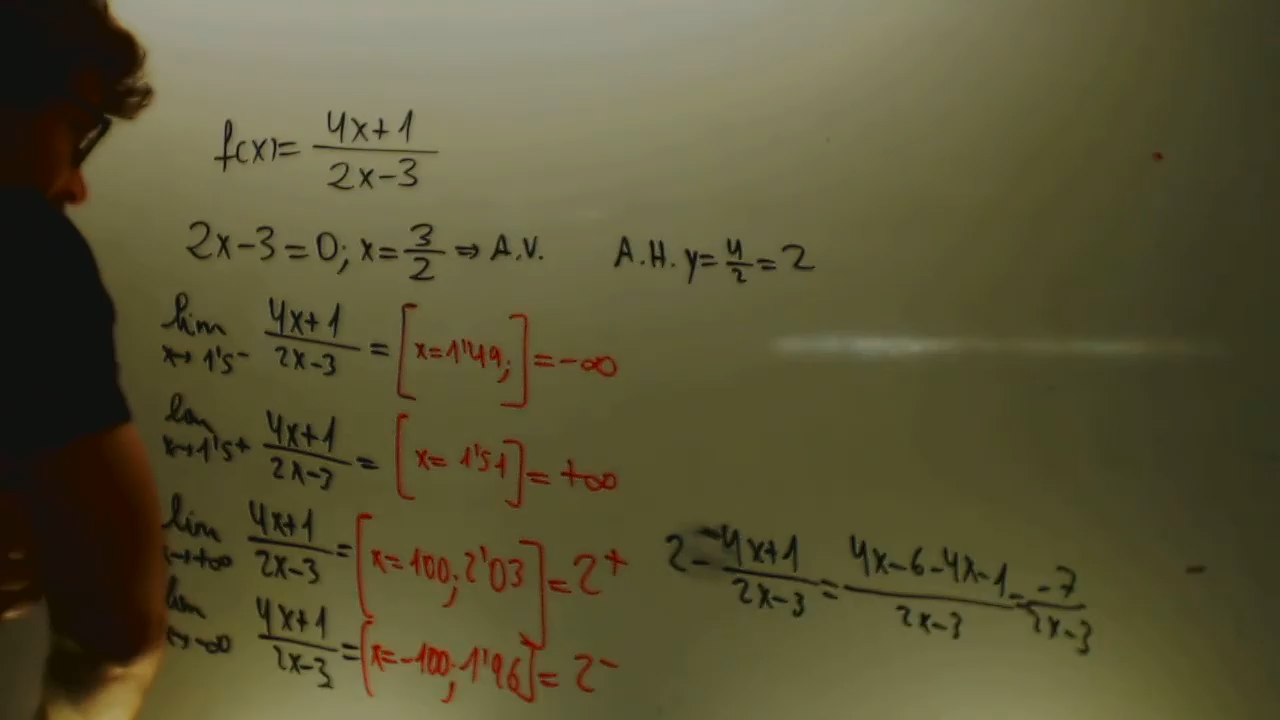 f(x)= 4x+1 / 2x-3
2x-3=0; x= 3/2 ⇒ A.V. A.H. y= 4/2 = 2
lim x→1'5⁻ 4x+1 / 2x-3 = [x=1'49;] = -∞
lim x→1'5⁺ 4x+1 / 2x-3 = [x= 1'51] = +∞
lim x→+∞ 4x+1 / 2x-3 = [x=100; 2'03] = 2⁺
lim x→-∞ 4x+1 / 2x-3 = [x=-100; 1'96] = 2⁻
2 - 4x+1 / 2x-3 = 4x-6-4x-1 / 2x-3 = -7 / 2x-3 -